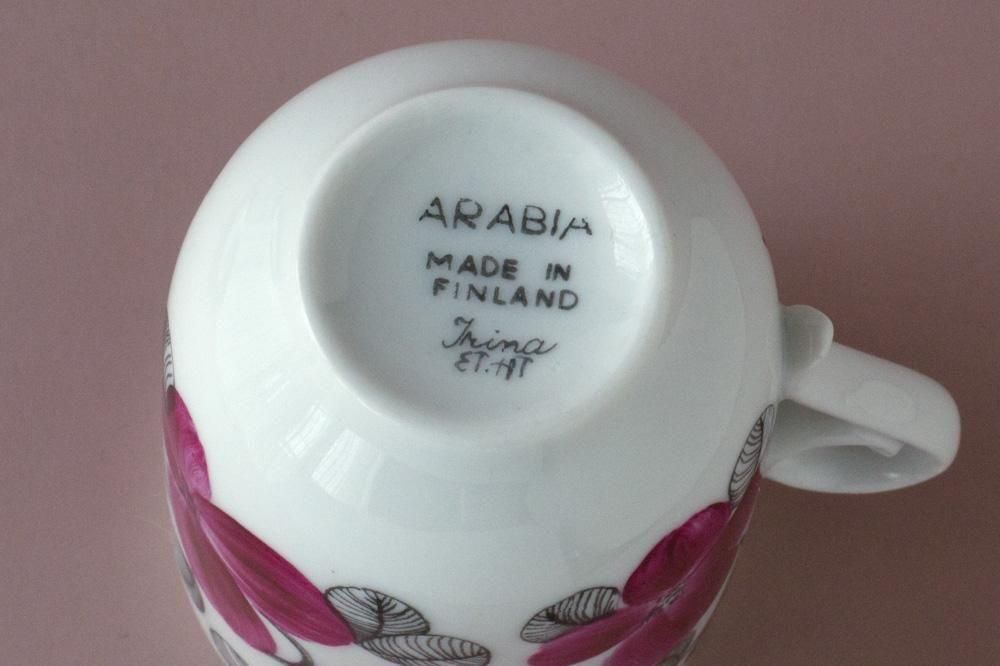 ARABIA
MADE IN
FINLAND
Irina
ET.HT